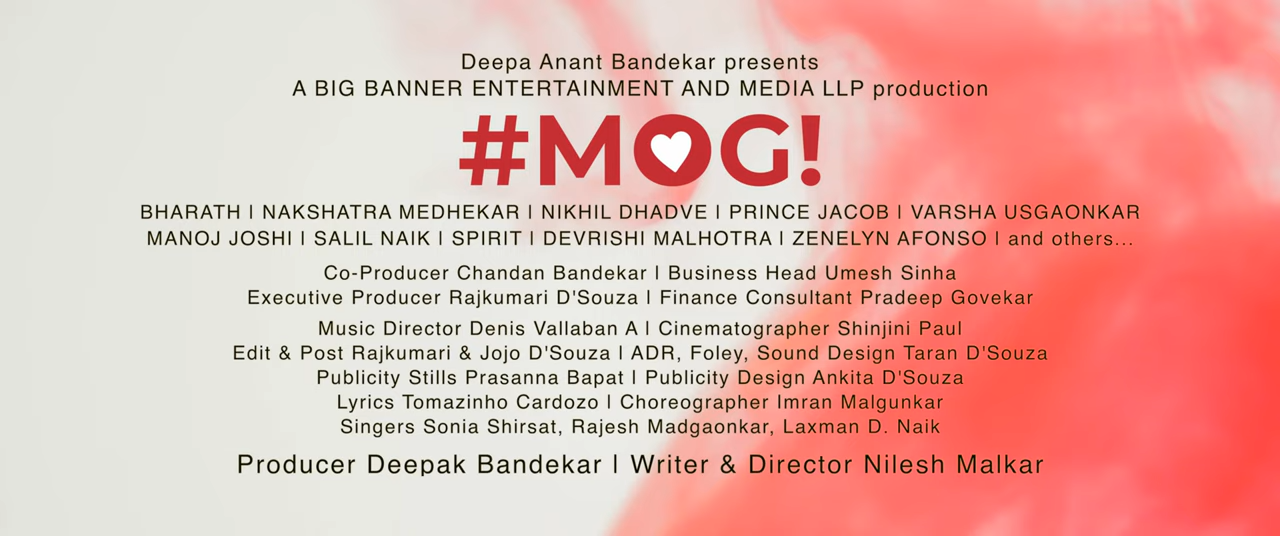 Deepa Anant Bandekar presents
A BIG BANNER ENTERTAINMENT AND MEDIA LLP production
#MOG!
BHARATH | NAKSHATRA MEDHEKAR | NIKHIL DHADVE | PRINCE JACOB | VARSHA USGAONKAR
MANOJ JOSHI | SALIL NAIK | SPIRIT | DEVRISHI MALHOTRA | ZENELYN AFONSO | and others...
Co-Producer Chandan Bandekar | Business Head Umesh Sinha
Executive Producer Rajkumari D'Souza | Finance Consultant Pradeep Govekar
Music Director Denis Vallaban A | Cinematographer Shinjini Paul
Edit & Post Rajkumari & Jojo D'Souza | ADR, Foley, Sound Design Taran D'Souza
Publicity Stills Prasanna Bapat | Publicity Design Ankita D'Souza
Lyrics Tomazinho Cardozo | Choreographer Imran Malgunkar
Singers Sonia Shirsat, Rajesh Madgaonkar, Laxman D. Naik
Producer Deepak Bandekar | Writer & Director Nilesh Malkar